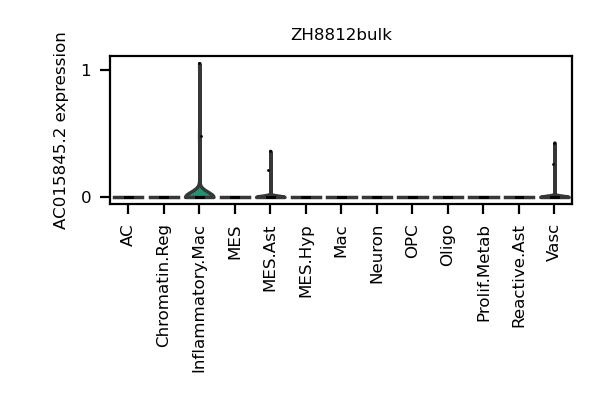 ZH8812bulk
AC015845.2 expression
1
0
AC
Chromatin.Reg
Inflammatory.Mac
MES
MES.Ast
MES.Hyp
Mac
Neuron
OPC
Oligo
Prolif.Metab
Reactive.Ast
Vasc